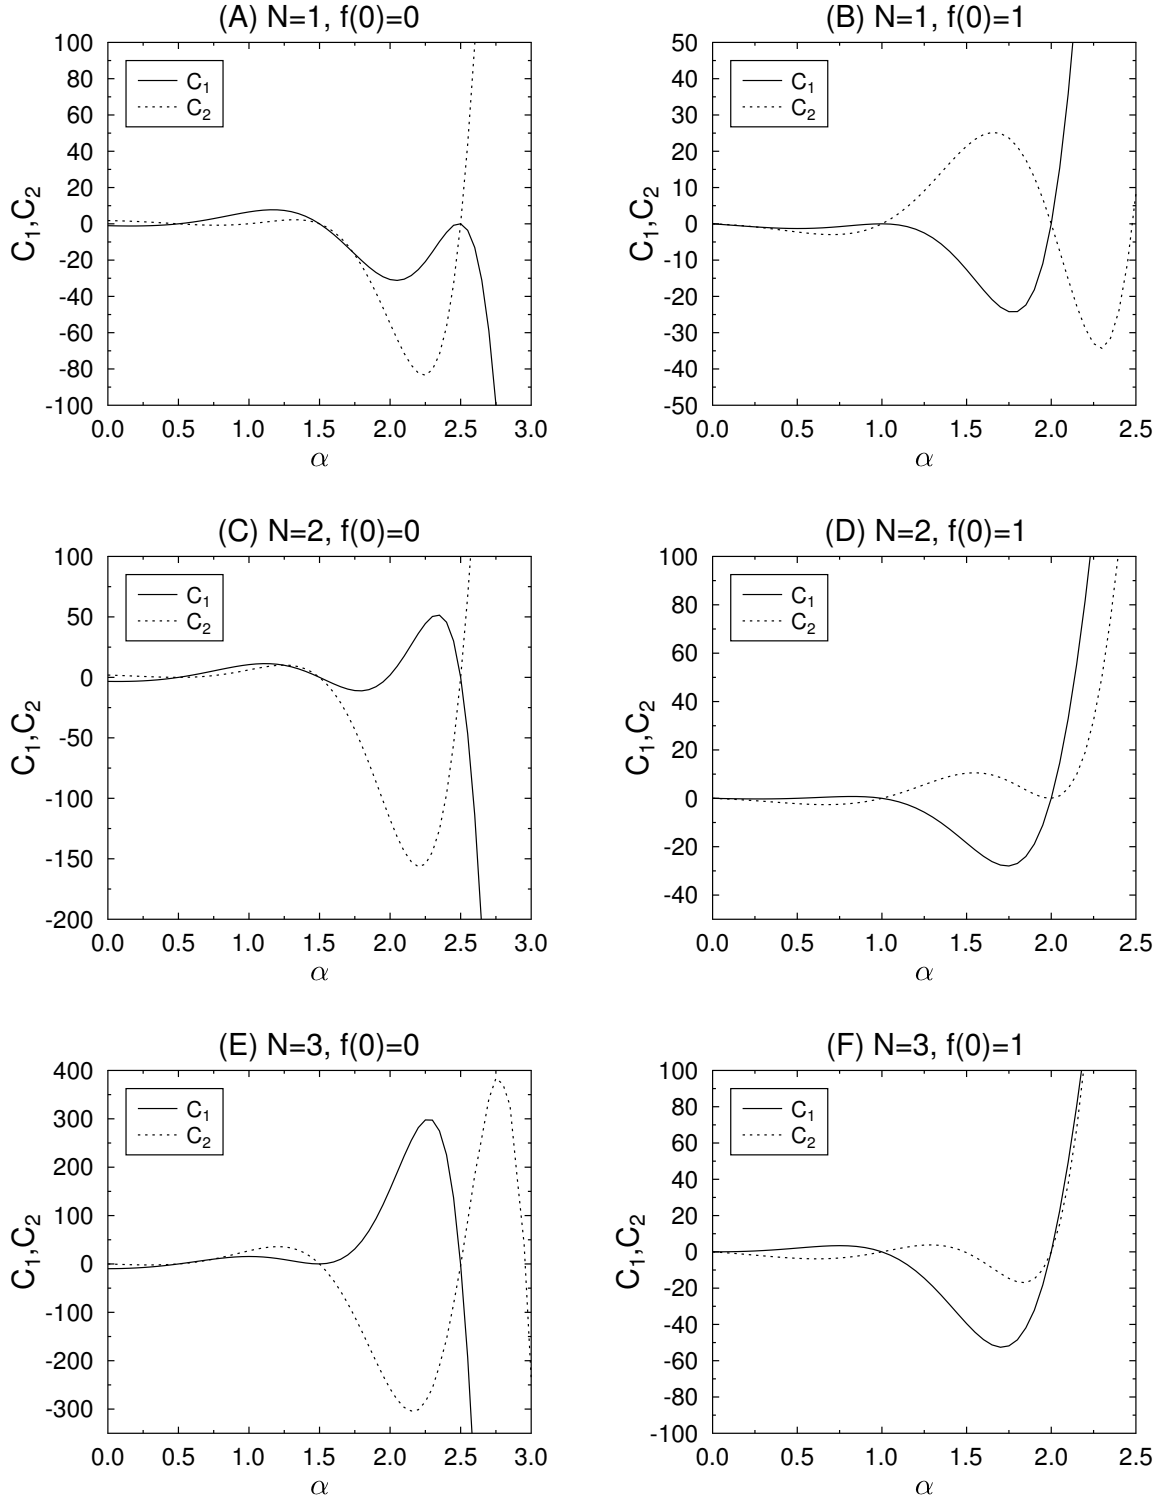 (A) N=1, f(0)=0
100
80
60
40
20
0
-20
-40
-60
-80
-100
C1,C2
C1
C2
0.0 0.5 1.0 1.5 2.0 2.5 3.0
α
(B) N=1, f(0)=1
50
40
30
20
10
0
-10
-20
-30
-40
-50
C1,C2
C1
C2
0.0 0.5 1.0 1.5 2.0 2.5
α
(C) N=2, f(0)=0
100
50
0
-50
-100
-150
-200
C1,C2
C1
C2
0.0 0.5 1.0 1.5 2.0 2.5 3.0
α
(D) N=2, f(0)=1
100
80
60
40
20
0
-20
-40
C1,C2
C1
C2
0.0 0.5 1.0 1.5 2.0 2.5
α
(E) N=3, f(0)=0
400
300
200
100
0
-100
-200
-300
C1,C2
C1
C2
0.0 0.5 1.0 1.5 2.0 2.5 3.0
α
(F) N=3, f(0)=1
100
80
60
40
20
0
-20
-40
-60
-80
-100
C1,C2
C1
C2
0.0 0.5 1.0 1.5 2.0 2.5
α